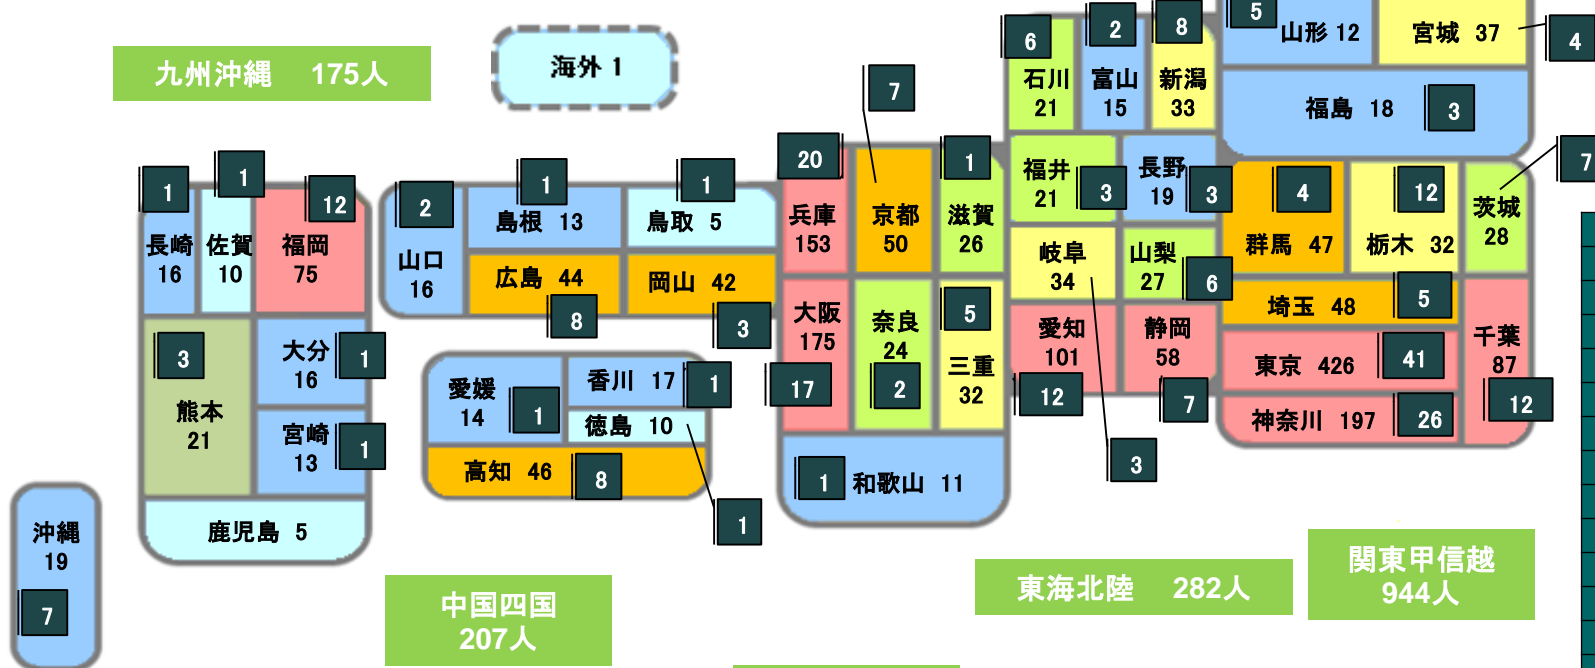 5
山形 12
宮城 37
4
6
2
8
九州沖縄 175人
海外 1
石川
21
富山
15
新潟
33
7
福島 18
3
20
1
福井
21
3
長野
19
3
4
12
7
茨城
28
1
1
12
2
1
1
長崎
16
佐賀
10
福岡
75
山口
16
島根 13
鳥取 5
兵庫
153
京都
50
滋賀
26
岐阜
34
山梨
27
6
群馬 47
栃木 32
広島 44
岡山 42
8
3
埼玉 48
5
大阪
175
17
奈良
24
2
5
三重
32
愛知
101
12
静岡
58
7
東京 426
41
千葉
87
12
神奈川 197
26
3
熊本
21
大分
16
1
宮崎
13
1
愛媛
14
1
香川 17
1
徳島 10
高知 46
8
1
1
和歌山 11
3
鹿児島 5
沖縄
19
7
中国四国
207人
東海北陸 282人
関東甲信越
944人